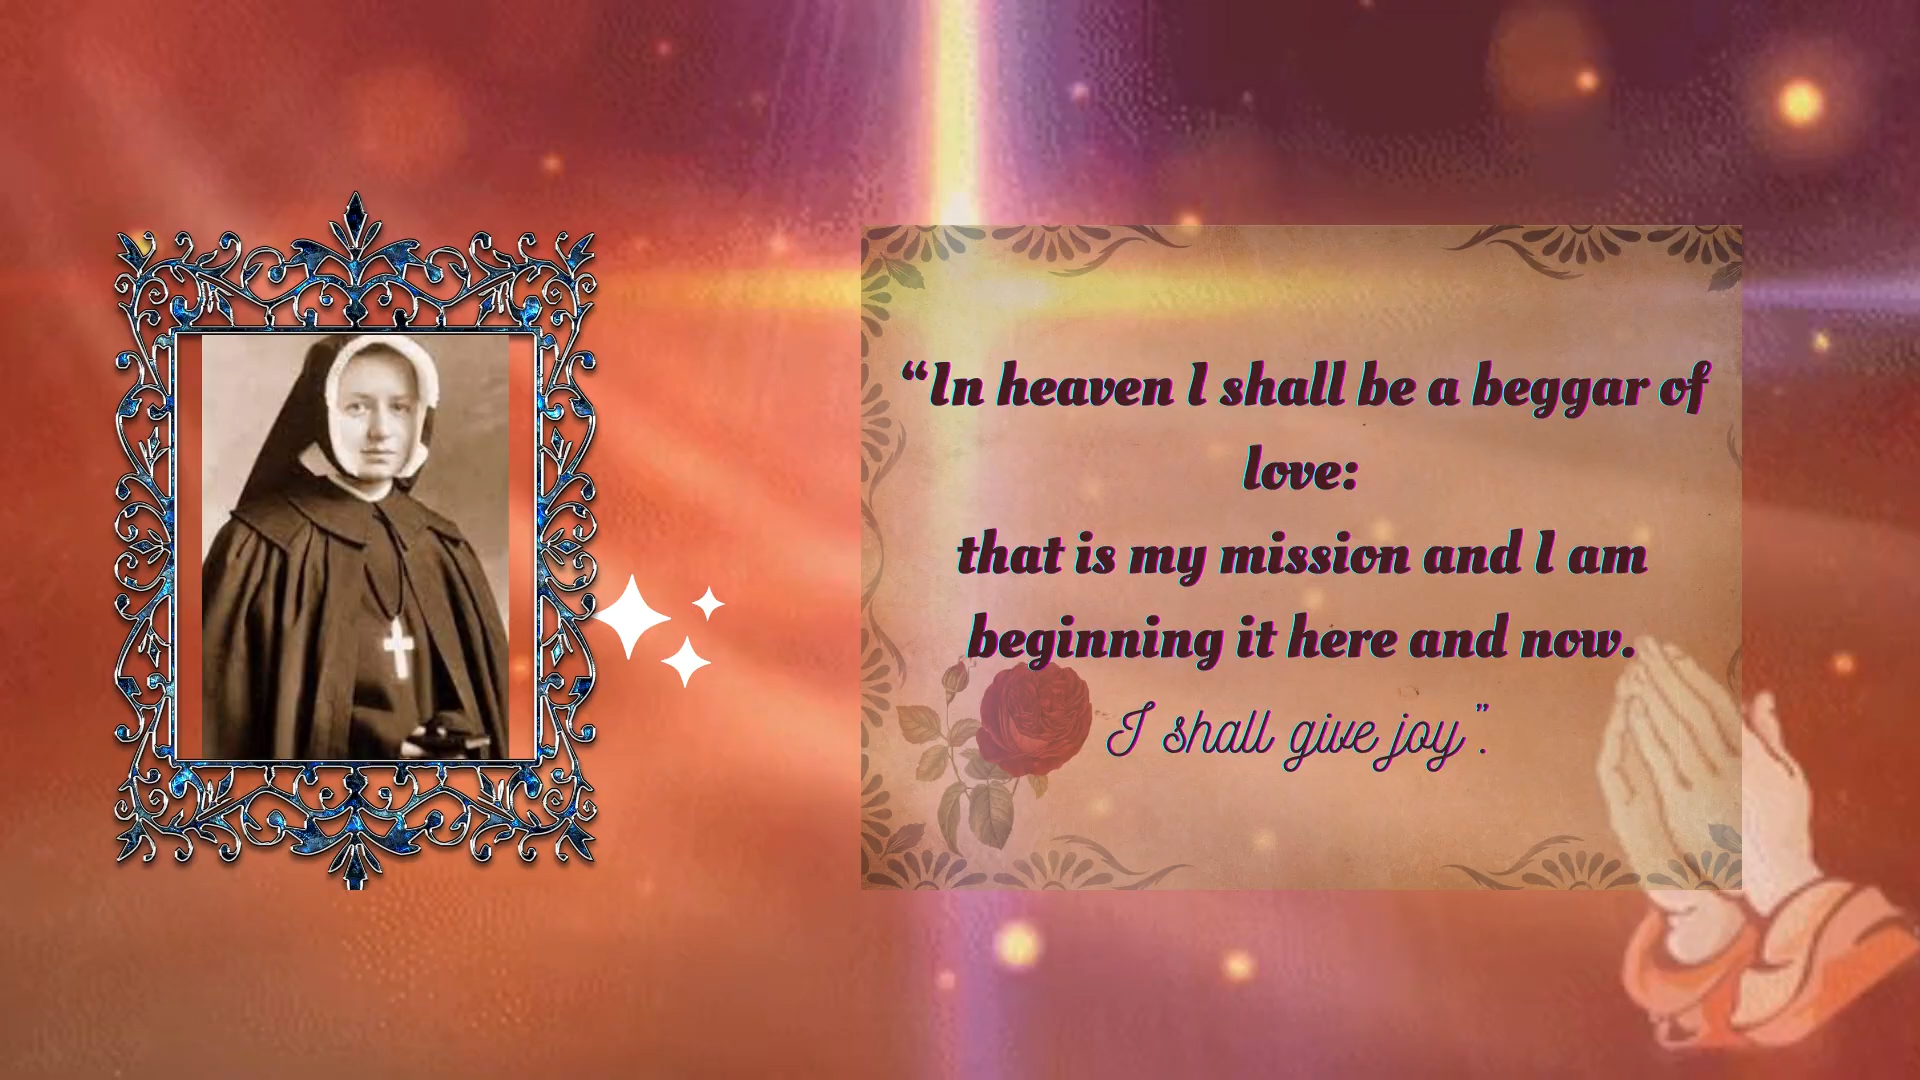 “In heaven I shall be a beggar of
love:
that is my mission and I am
beginning it here and now.
I shall give joy”.